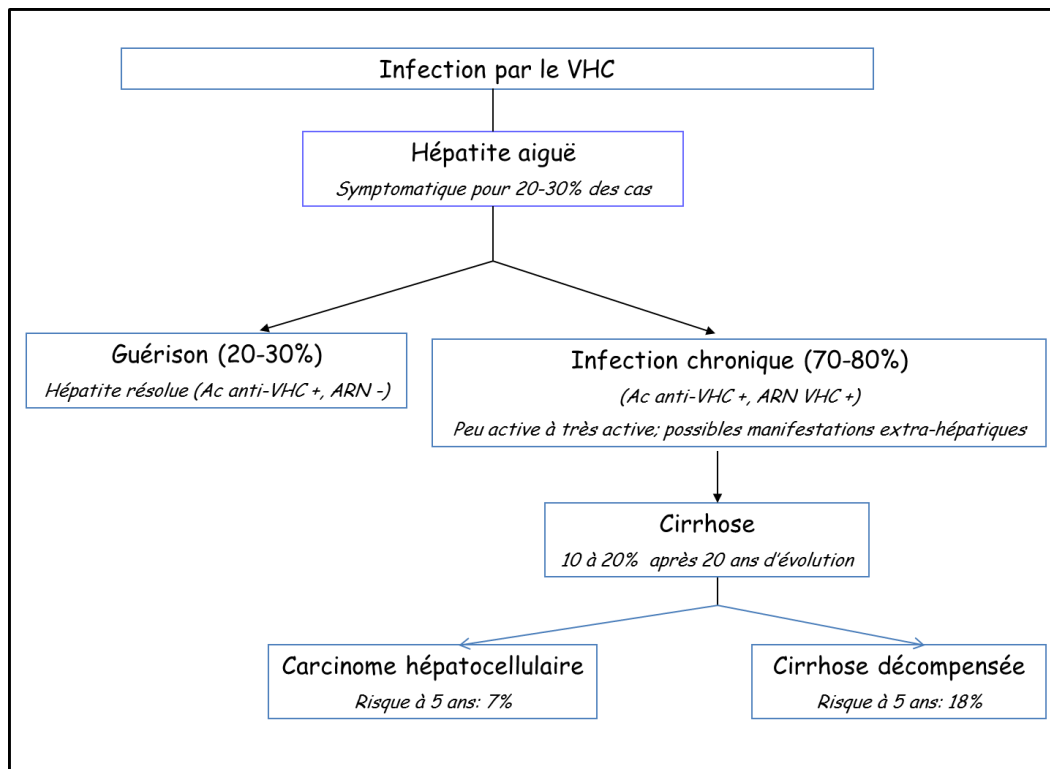 Infection par le VHC
Hépatite aiguë
Symptomatique pour 20-30% des cas
Guérison (20-30%)
Hépatite résolue (Ac anti-VHC +, ARN -)
Infection chronique (70-80%)
(Ac anti-VHC +, ARN VHC +)
Peu active à très active; possibles manifestations extra-hépatiques
Cirrhose
10 à 20% après 20 ans d'évolution
Carcinome hépatocellulaire
Risque à 5 ans: 7%
Cirrhose décompensée
Risque à 5 ans: 18%